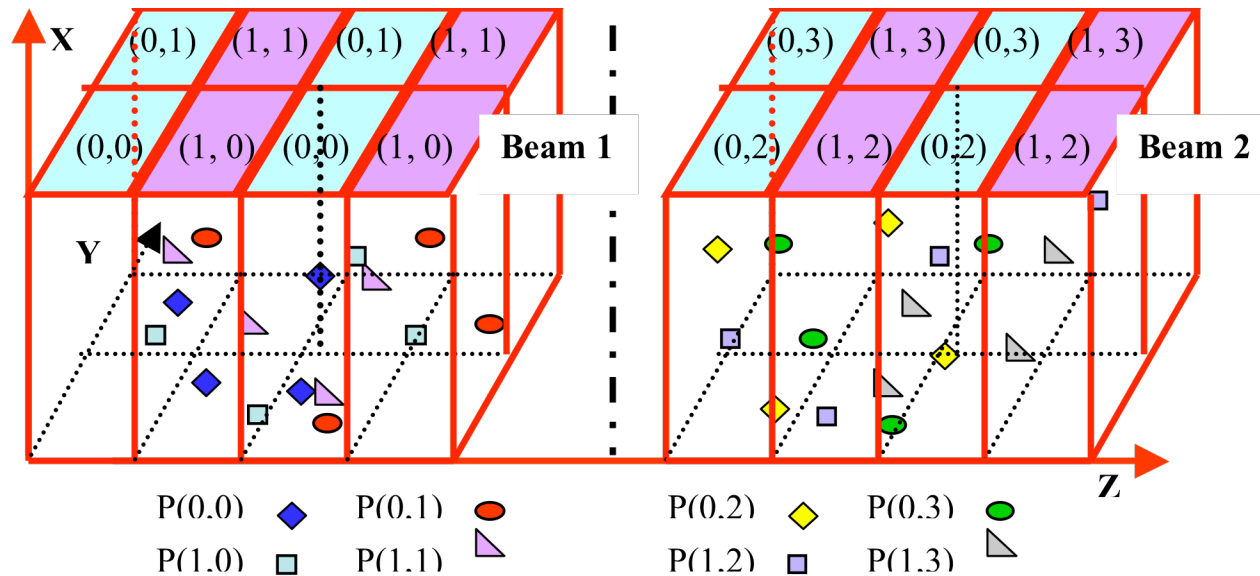 X (0,1) (1, 1) (0,1) (1, 1) (0,3) (1, 3) (0,3) (1, 3)
(0,0) (1, 0) (0,0) (1, 0) Beam 1 (0,2) (1, 2) (0,2) (1, 2) Beam 2
Y
Z
P(0,0) P(0,1) P(0,2) P(0,3)
P(1,0) P(1,1) P(1,2) P(1,3)